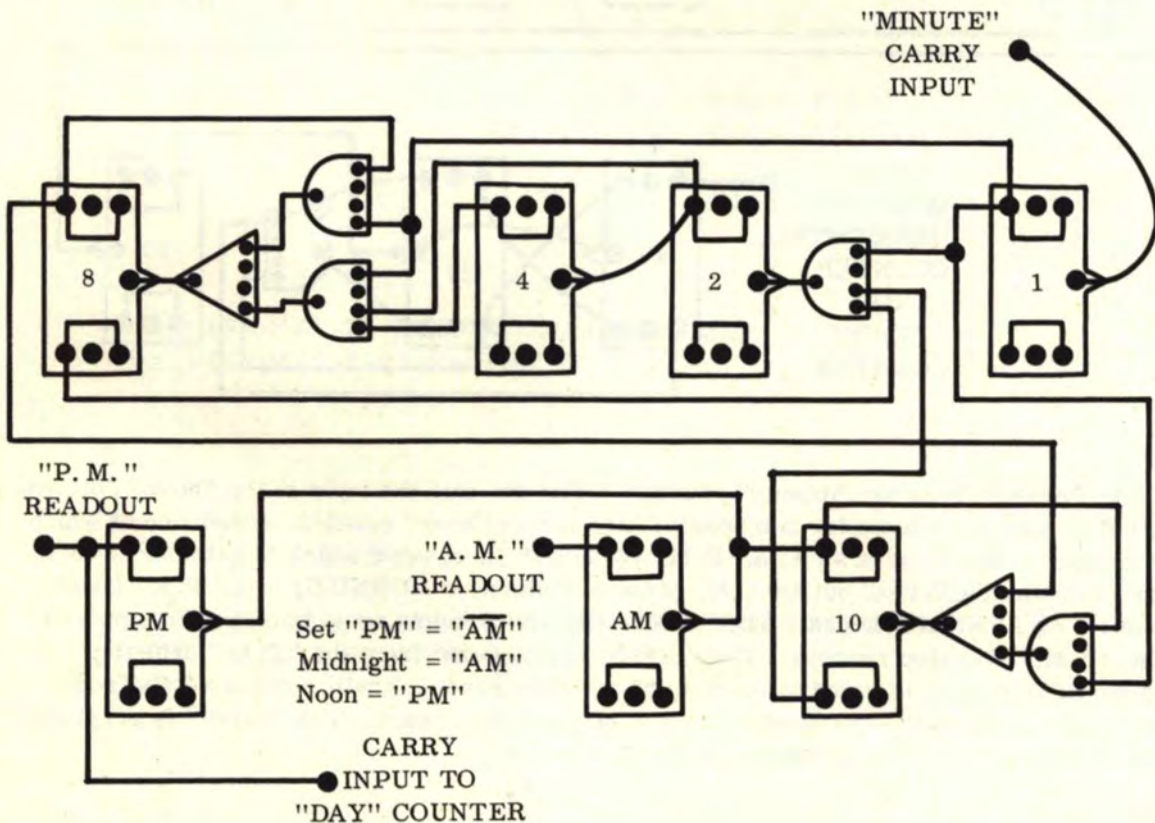 "MINUTE"
CARRY
INPUT
8
4
2
1
"P. M."
READOUT
"A. M."
READOUT
PM
Set "PM" = "AM"
Midnight = "AM"
Noon = "PM"
AM
10
CARRY
INPUT TO
"DAY" COUNTER